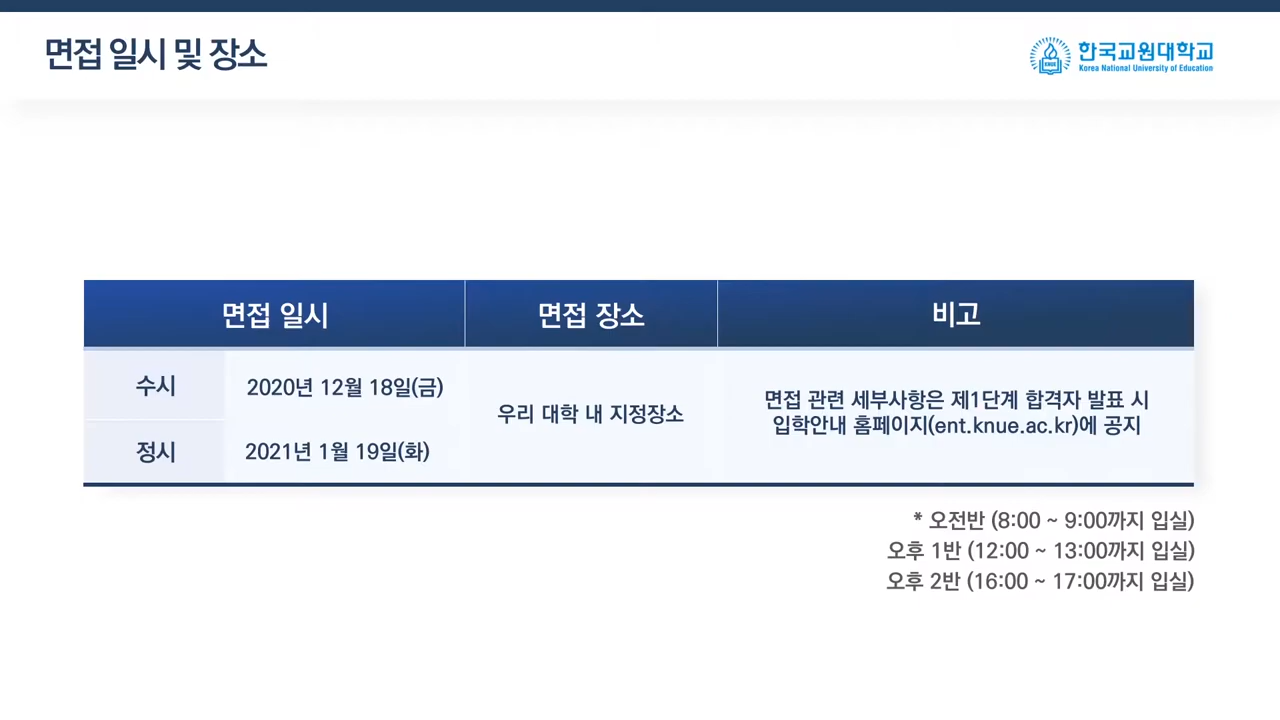 면접 일시 및 장소
한국교원대학교
Korea National University of Education
KNUE
면접 일시
면접 장소
비고
수시
2020년 12월 18일(금)
우리 대학 내 지정장소
면접 관련 세부사항은 제1단계 합격자 발표 시
입학안내 홈페이지(ent.knue.ac.kr)에 공지
정시
2021년 1월 19일(화)
* 오전반 (8:00 ~ 9:00까지 입실)
오후 1반 (12:00 ~ 13:00까지 입실)
오후 2반 (16:00 ~ 17:00까지 입실)